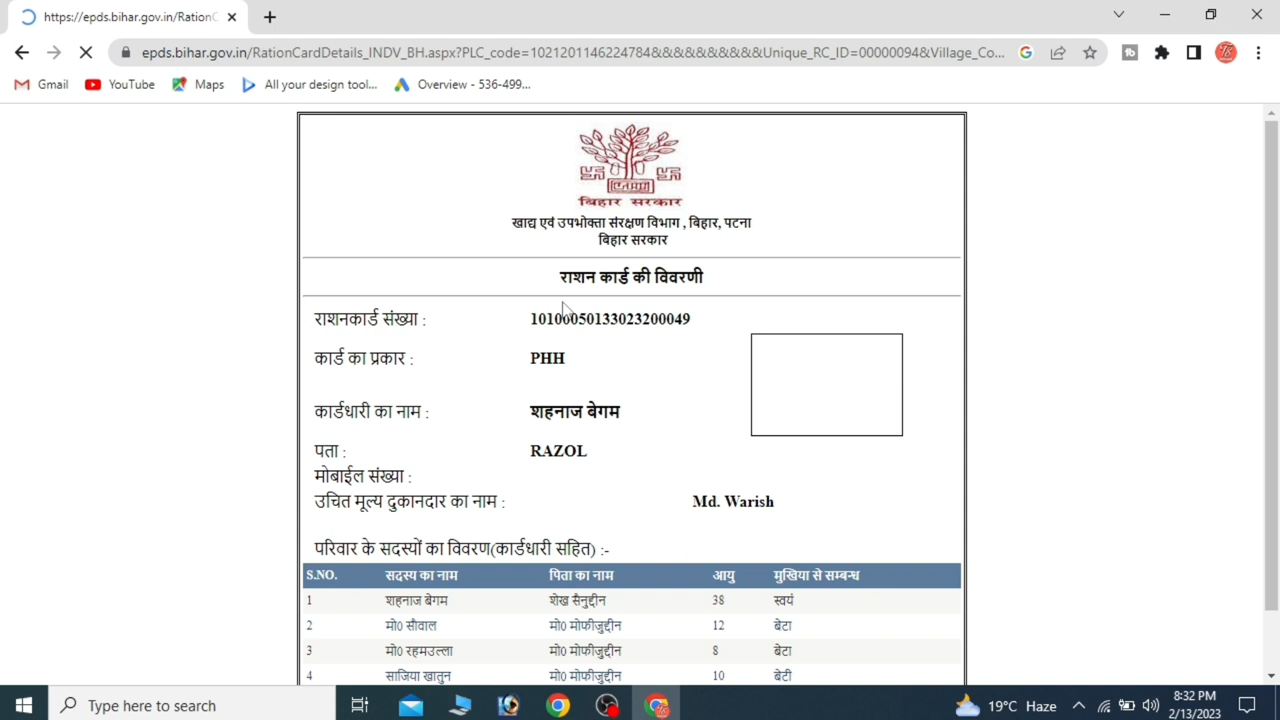 https://epds.bihar.gov.in/RationC
epds.bihar.gov.in/RationCardDetails_INDV_BH.aspx?PLC_code=1021201146224784&&&&&&&&&&Unique_RC_ID=00000094&Village_Co...
Gmail YouTube Maps All your design tool... Overview - 536-499...
बिहार सरकार
खाद्य एवं उपभोक्ता संरक्षण विभाग , बिहार, पटना
बिहार सरकार
राशन कार्ड की विवरणी
राशनकार्ड संख्या : 10100050133023200049
कार्ड का प्रकार : PHH
कार्डधारी का नाम : शहनाज बेगम
पता : RAZOL
मोबाईल संख्या :
उचित मूल्य दुकानदार का नाम : Md. Warish
परिवार के सदस्यों का विवरण(कार्डधारी सहित) :-
S.NO. सदस्य का नाम पिता का नाम आयु मुखिया से सम्बन्ध
1 शहनाज बेगम शेख सैनुद्दीन 38 स्वयं
2 मो0 सौवाल मो0 मोफीजुद्दीन 12 बेटा
3 मो0 रहमउल्ला मो0 मोफीजुद्दीन 8 बेटा
4 साजिया खातुन मो0 मोफीजुद्दीन 10 बेटी
Type here to search
19°C Haze
8:32 PM
2/13/2023